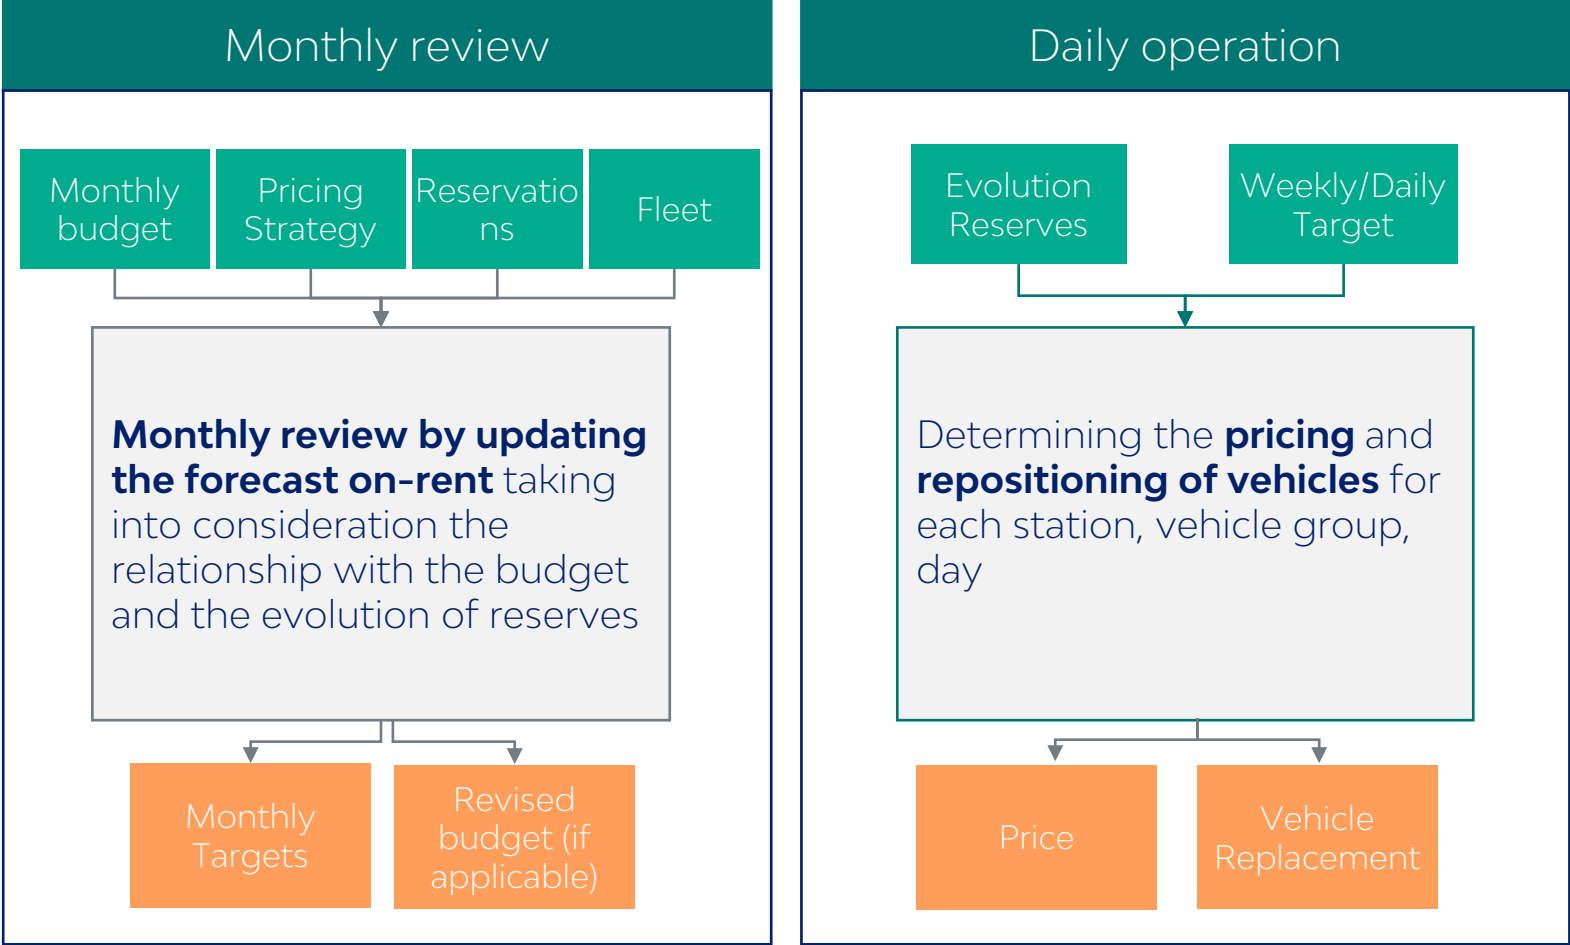 Monthly review
Monthly
budget
Pricing
Strategy
Reservatio
ns
Fleet
Monthly review by updating
the forecast on-rent taking
into consideration the
relationship with the budget
and the evolution of reserves
Monthly
Targets
Revised
budget (if
applicable)
Daily operation
Evolution
Reserves
Weekly/Daily
Target
Determining the pricing and
repositioning of vehicles for
each station, vehicle group,
day
Price
Vehicle
Replacement